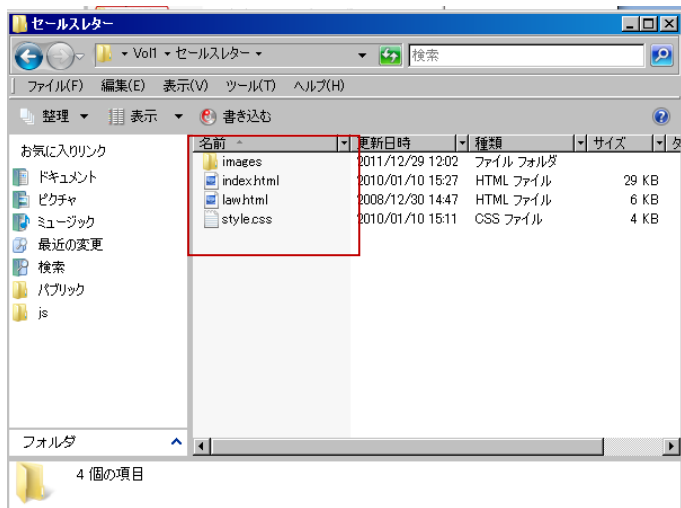 セールスレター
Vol1 セールスレター 検索
ファイル(F) 編集(E) 表示(V) ツール(T) ヘルプ(H)
整理 表示 書き込む
お気に入りリンク
ドキュメント
ピクチャ
ミュージック
最近の変更
検索
パブリック
js
フォルダ
名前 更新日時 種類 サイズ タ
images 2011/12/29 12:02 ファイル フォルダ
index.html 2010/01/10 15:27 HTML ファイル 29 KB
law.html 2008/12/30 14:47 HTML ファイル 6 KB
style.css 2010/01/10 15:11 CSS ファイル 4 KB
4 個の項目